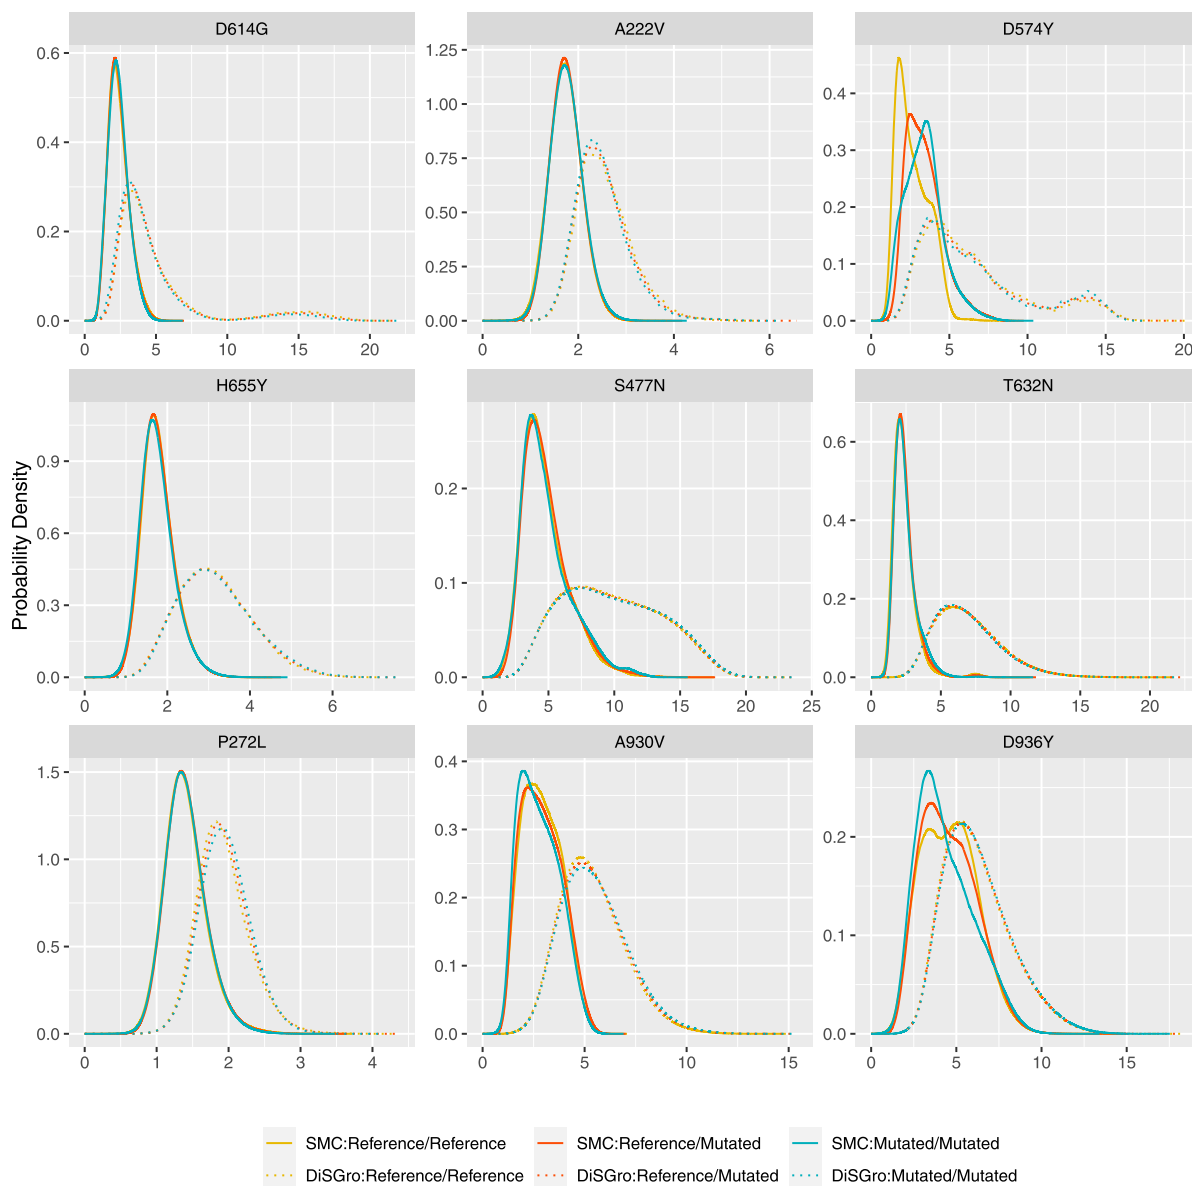 D614G A222V D574Y
0.6
0.4
0.2
0.0
0 5 10 15 20
1.25
1.00
0.75
0.50
0.25
0.00
0 2 4 6
0.4
0.3
0.2
0.1
0.0
0 5 10 15 20
H655Y S477N T632N
Probability Density
0.9
0.6
0.3
0.0
0 2 4 6
0.2
0.1
0.0
0 5 10 15 20 25
0.6
0.4
0.2
0.0
0 5 10 15 20
P272L A930V D936Y
1.5
1.0
0.5
0.0
0 1 2 3 4
0.4
0.3
0.2
0.1
0.0
0 5 10 15
0.2
0.1
0.0
0 5 10 15
SMC:Reference/Reference SMC:Reference/Mutated SMC:Mutated/Mutated
DiSGro:Reference/Reference DiSGro:Reference/Mutated DiSGro:Mutated/Mutated